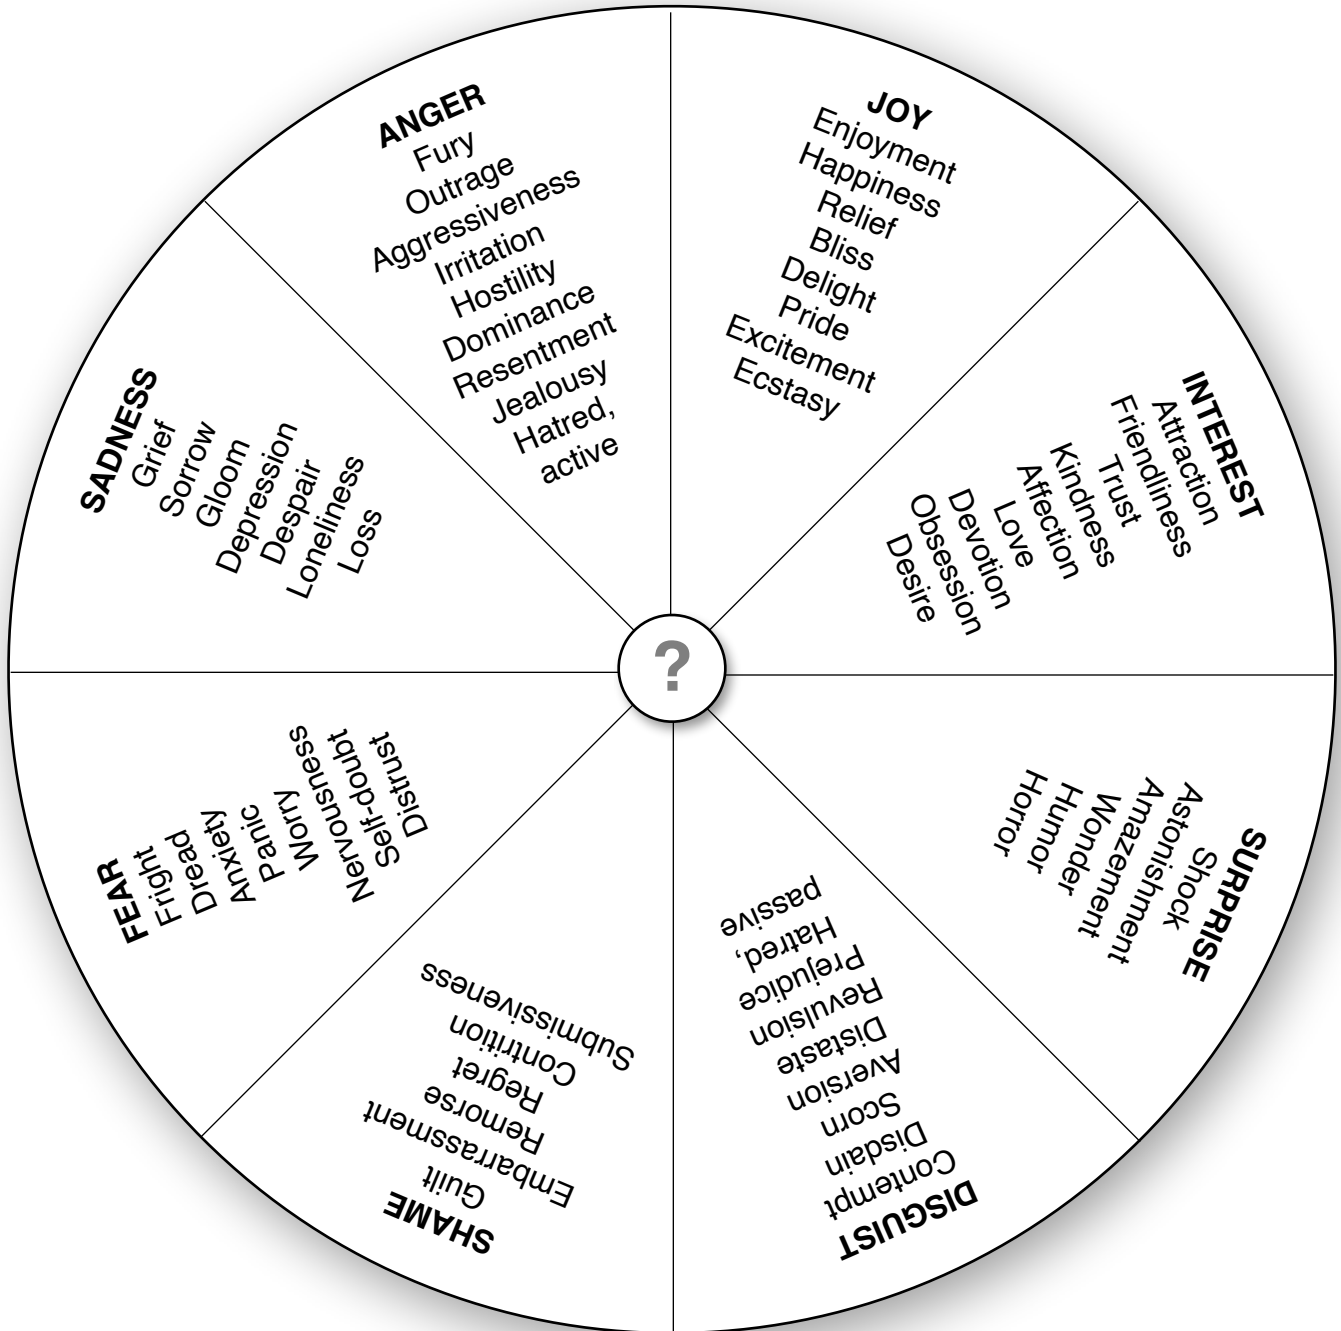 ANGER
Fury
Outrage
Aggressiveness
Irritation
Hostility
Dominance
Resentment
Jealousy
Hatred,
active
JOY
Enjoyment
Happiness
Relief
Bliss
Delight
Pride
Excitement
Ecstasy
INTEREST
Attraction
Friendliness
Trust
Kindness
Affection
Love
Devotion
Obsession
Desire
SURPRISE
Shock
Astonishment
Amazement
Wonder
Humor
Horror
DISGUIST
Contempt
Disdain
Scorn
Aversion
Distaste
Revulsion
Prejudice
Hatred,
passive
SHAME
Guilt
Embarrassment
Remorse
Regret
Contrition
Submissiveness
FEAR
Fright
Dread
Anxiety
Panic
Worry
Nervousness
Self-doubt
Distrust
SADNESS
Grief
Sorrow
Gloom
Depression
Despair
Loneliness
Loss
?